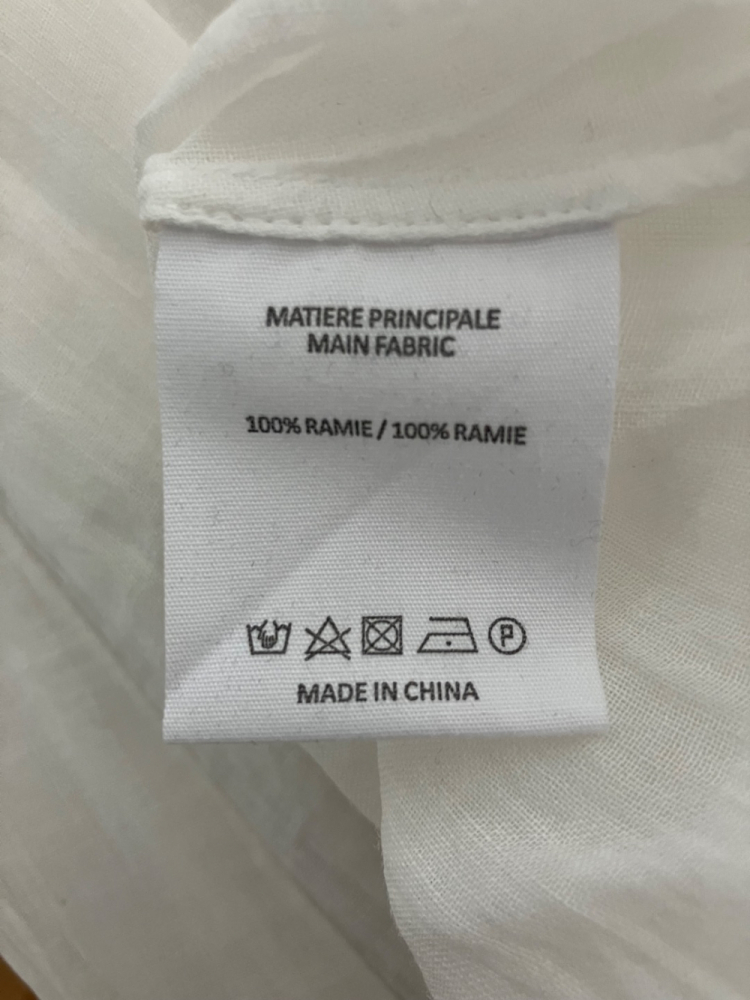 MATIERE PRINCIPALE
MAIN FABRIC
100% RAMIE / 100% RAMIE
P
MADE IN CHINA